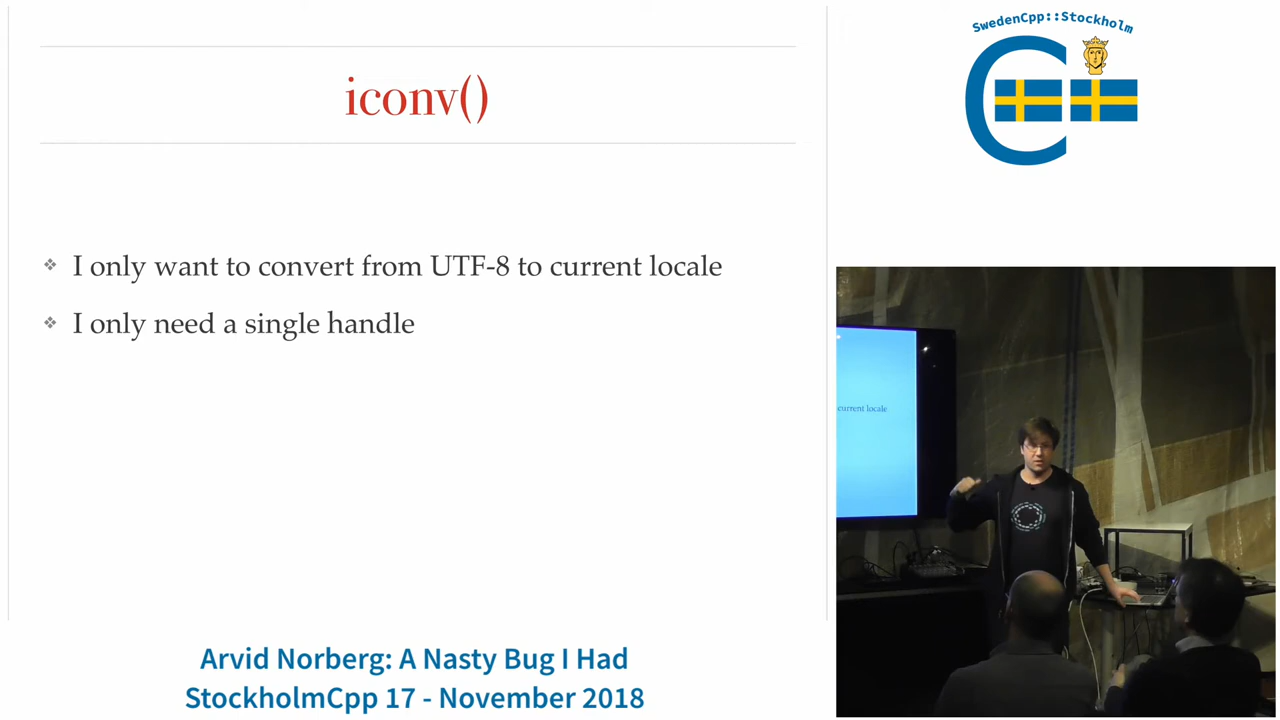 iconv()
I only want to convert from UTF-8 to current locale
I only need a single handle
SwedenCpp::Stockholm
C
current locale
Arvid Norberg: A Nasty Bug I Had
StockholmCpp 17 - November 2018